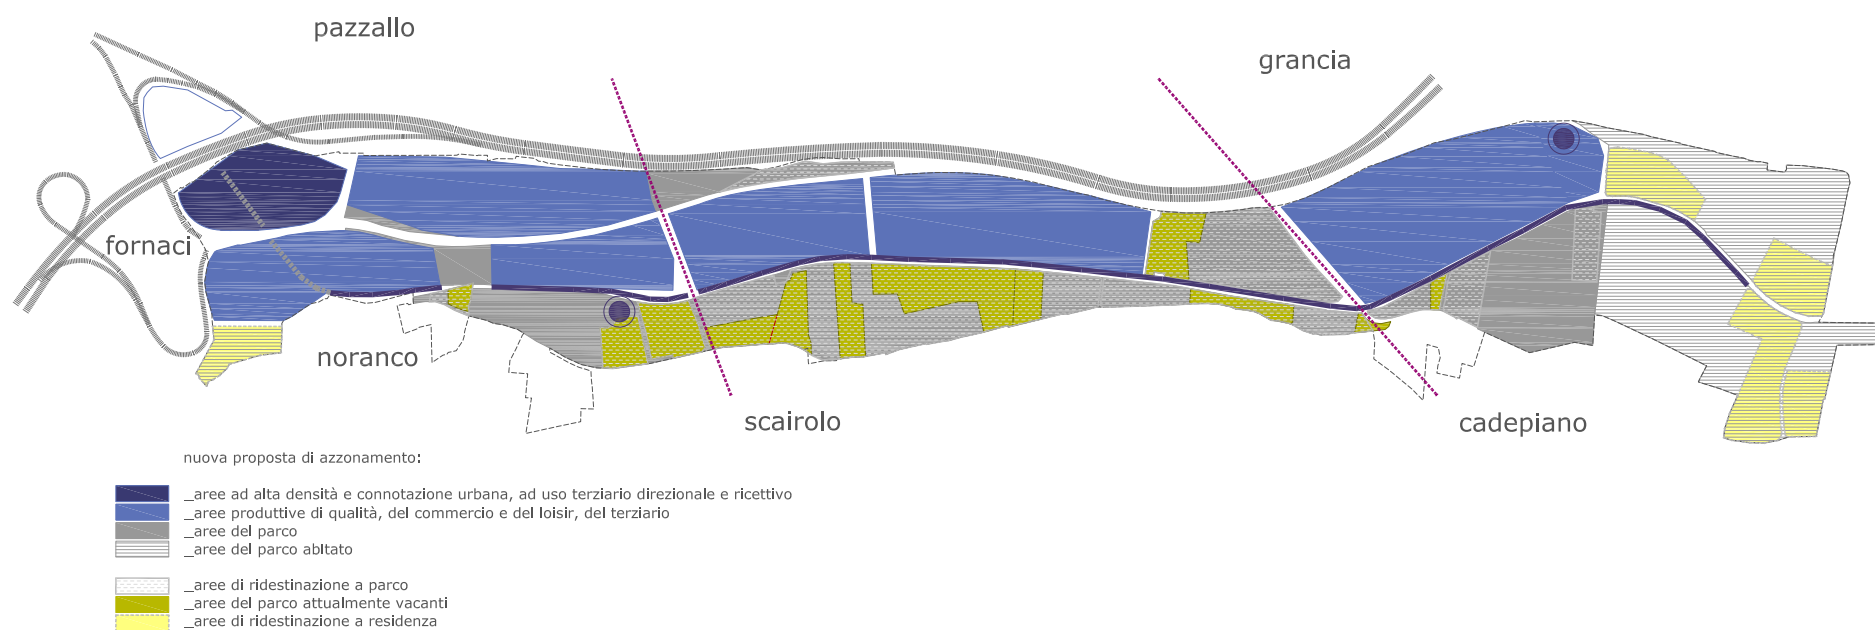 pazzallo
grancia
fornaci
noranco
scairolo
cadepiano
nuova proposta di azzonamento:
_aree ad alta densità e connotazione urbana, ad uso terziario direzionale e ricettivo
_aree produttive di qualità, del commercio e del loisir, del terziario
_aree del parco
_aree del parco abItato
_aree di ridestinazione a parco
_aree del parco attualmente vacanti
_aree di ridestinazione a residenza